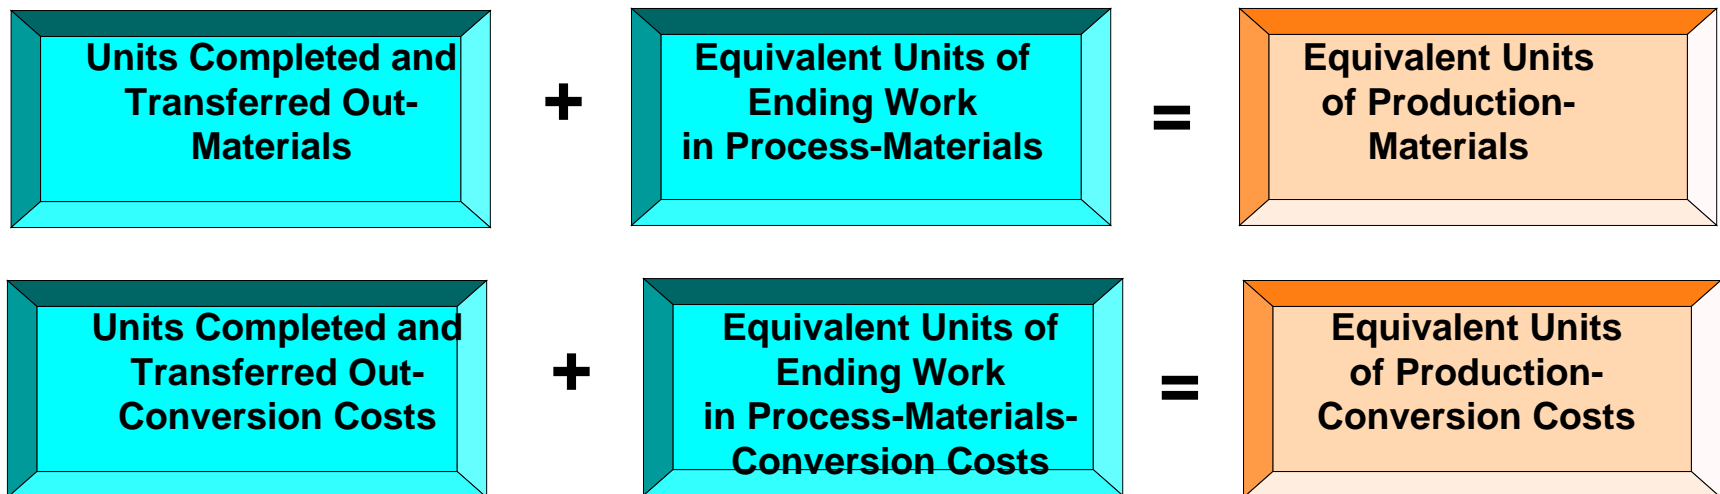 Units Completed and
Transferred Out-
Materials
+
Equivalent Units of
Ending Work
in Process-Materials
=
Equivalent Units
of Production-
Materials
Units Completed and
Transferred Out-
Conversion Costs
+
Equivalent Units of
Ending Work
in Process-Materials-
Conversion Costs
=
Equivalent Units
of Production-
Conversion Costs